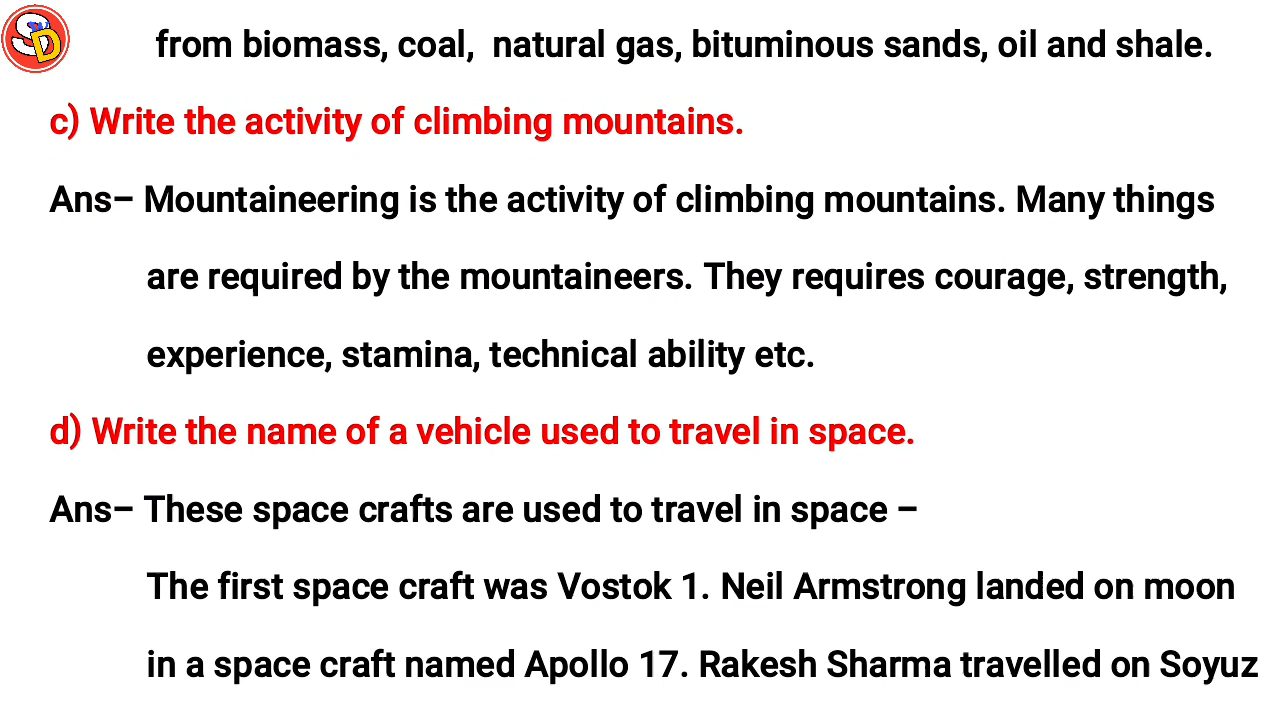 SD
from biomass, coal, natural gas, bituminous sands, oil and shale.
c) Write the activity of climbing mountains.
Ans– Mountaineering is the activity of climbing mountains. Many things
are required by the mountaineers. They requires courage, strength,
experience, stamina, technical ability etc.
d) Write the name of a vehicle used to travel in space.
Ans– These space crafts are used to travel in space –
The first space craft was Vostok 1. Neil Armstrong landed on moon
in a space craft named Apollo 17. Rakesh Sharma travelled on Soyuz